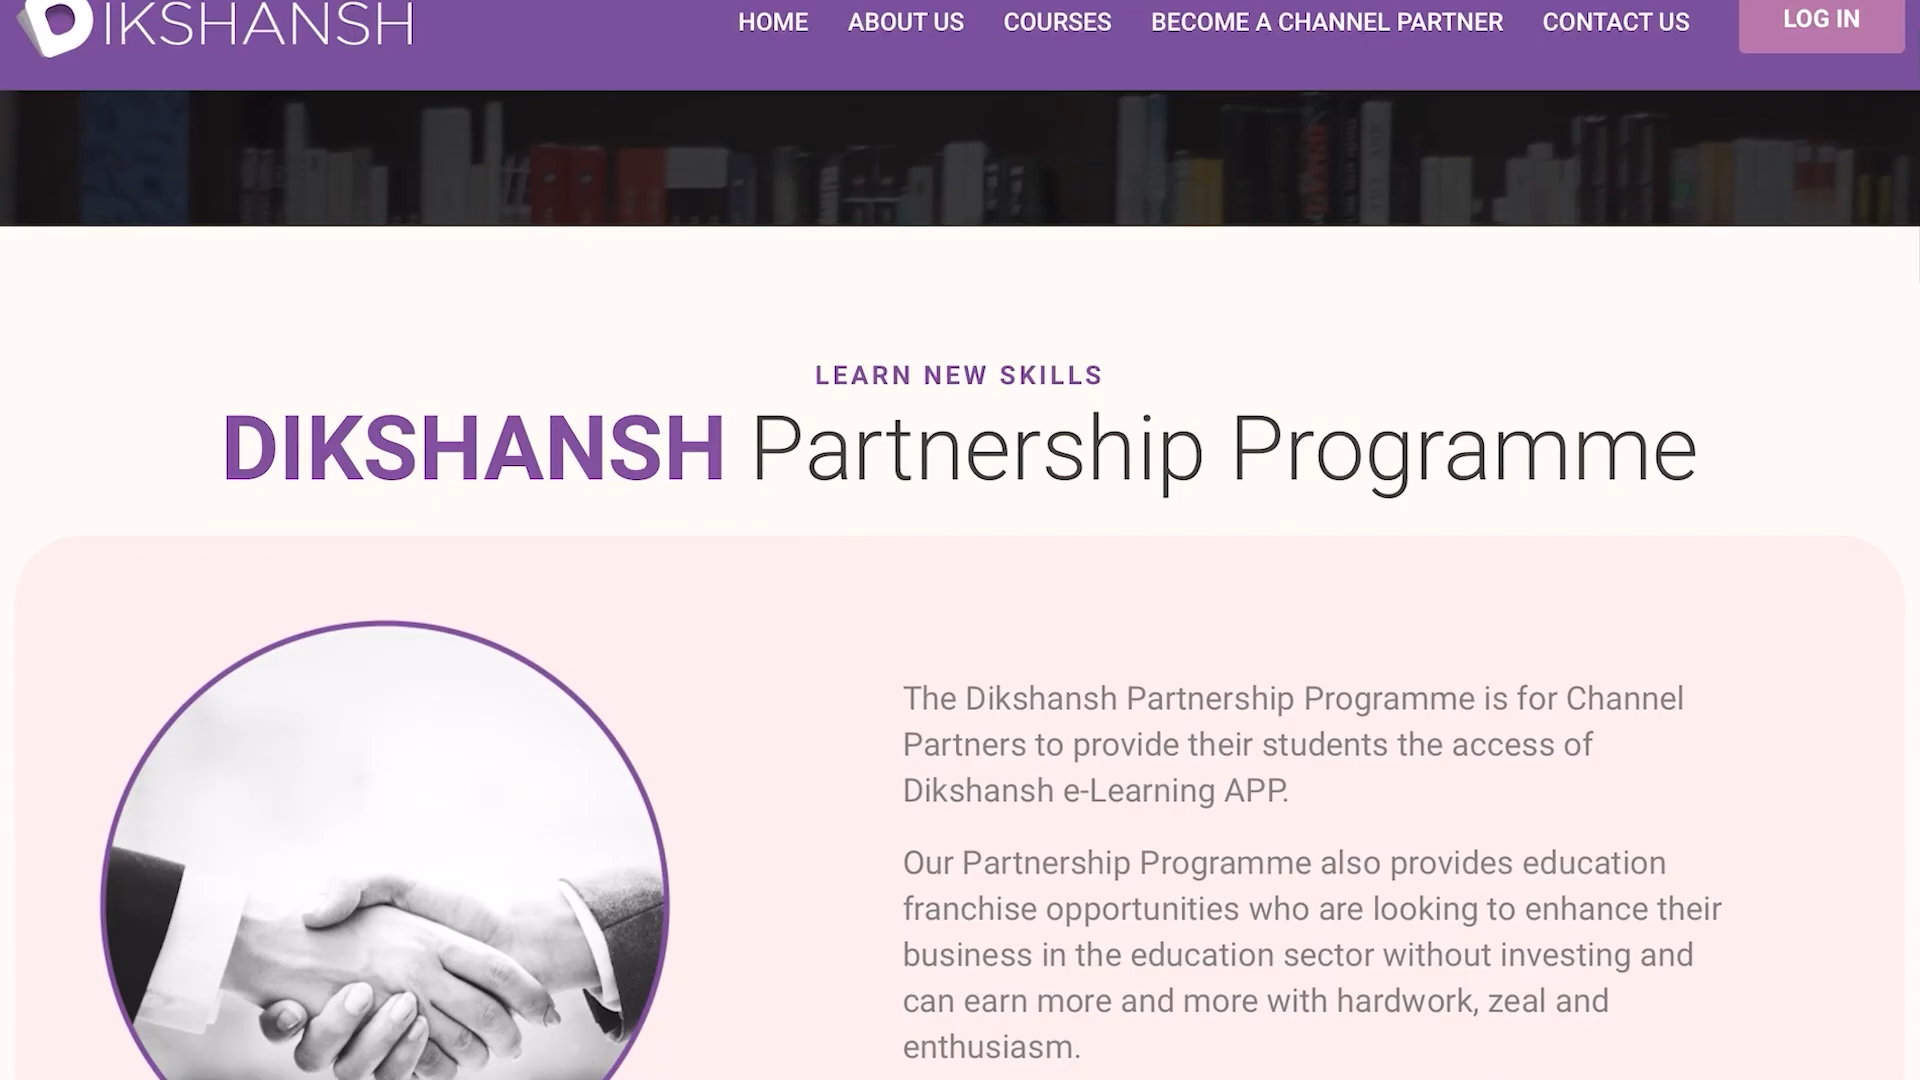 DIKSHANSH
HOME ABOUT US COURSES BECOME A CHANNEL PARTNER CONTACT US LOG IN
LEARN NEW SKILLS
DIKSHANSH Partnership Programme
The Dikshansh Partnership Programme is for Channel
Partners to provide their students the access of
Dikshansh e-Learning APP.
Our Partnership Programme also provides education
franchise opportunities who are looking to enhance their
business in the education sector without investing and
can earn more and more with hardwork, zeal and
enthusiasm.